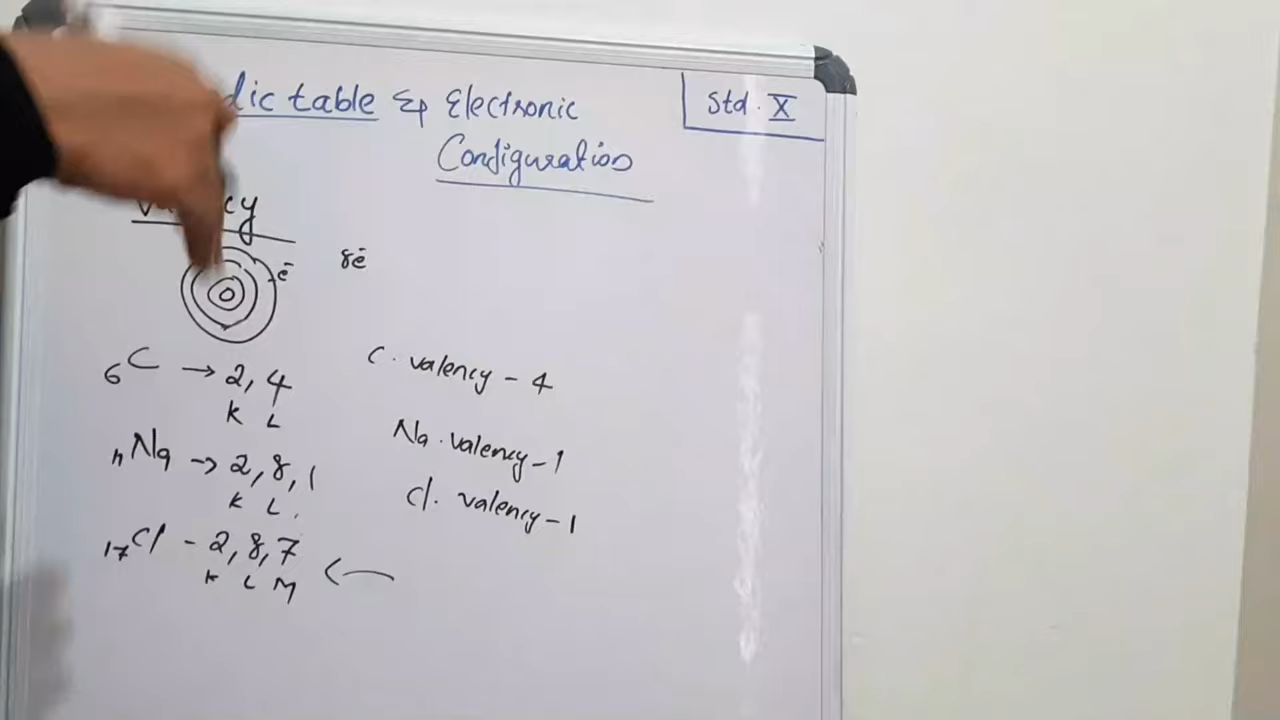 dic table & Electronic
Configuration
Std. X
cy
e⁻ 8e⁻
₆C → 2, 4
K L
C. valency - 4
₁₁Na → 2, 8, 1
K L
Na. valency - 1
₁₇Cl - 2, 8, 7
K L M
Cl. valency - 1